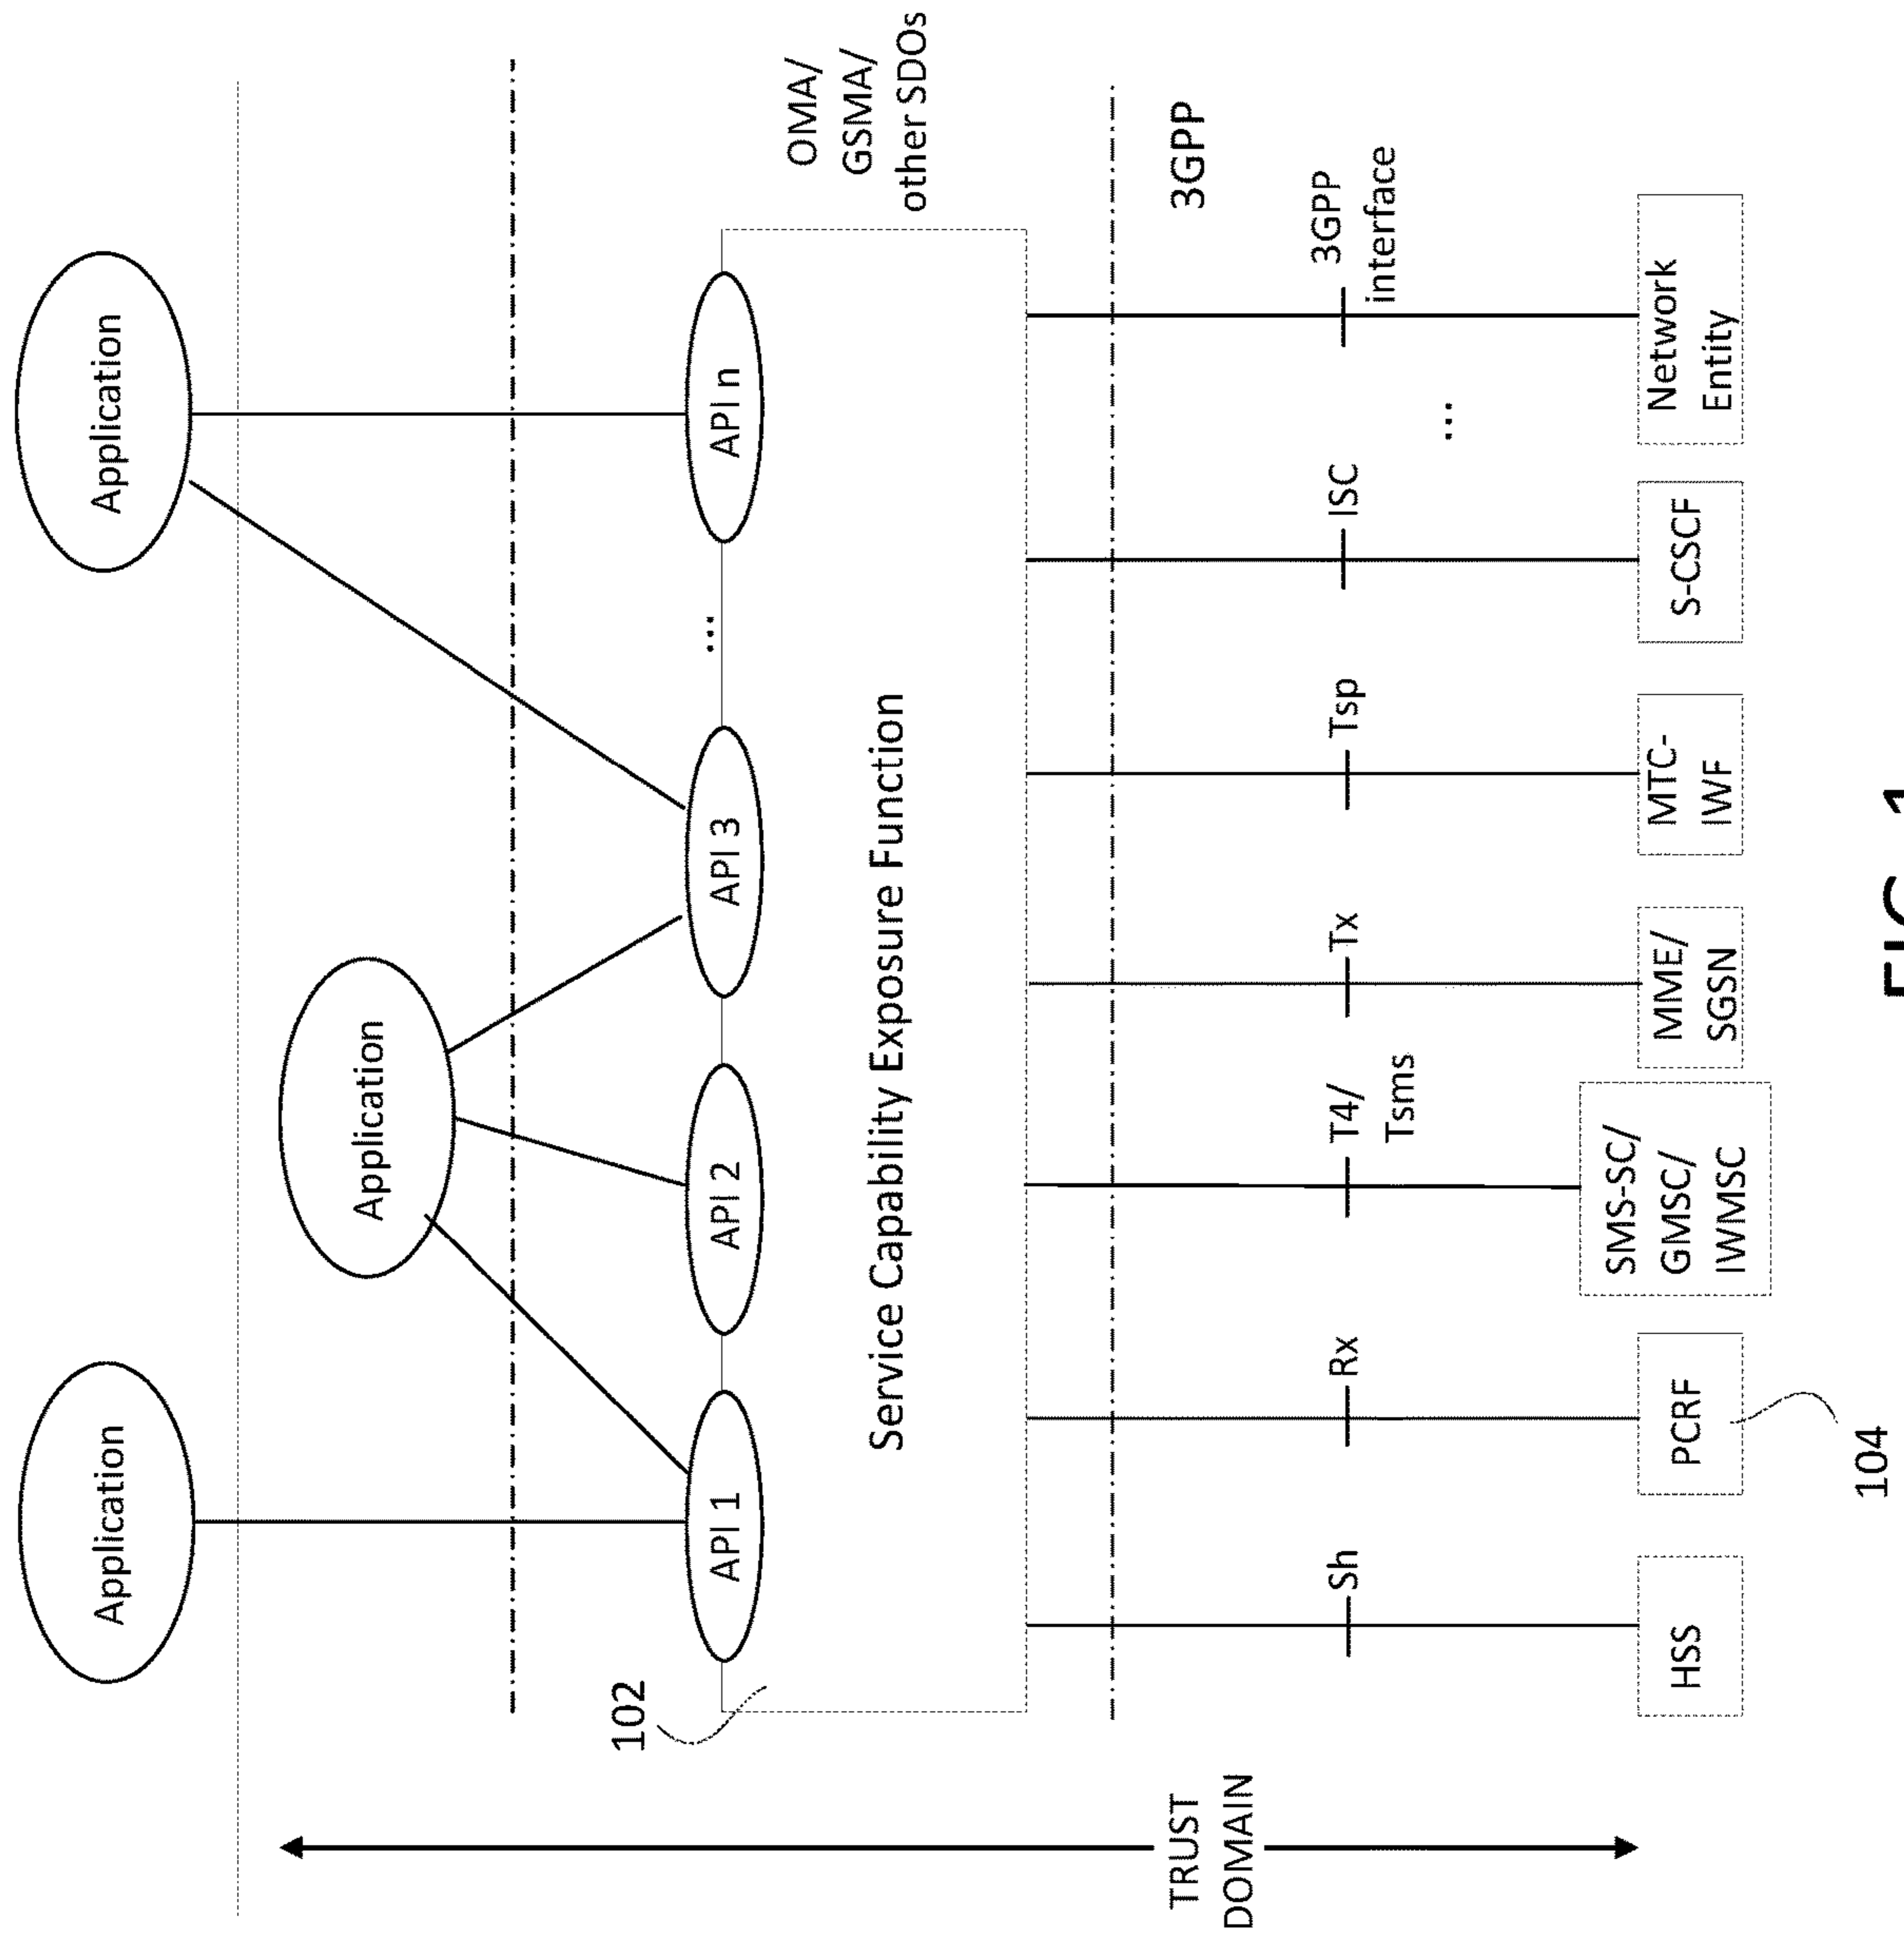 Application
Application
Application
API 1
API 2
API 3
...
API n
102
OMA/
GSMA/
other SDOs
Service Capability Exposure Function
3GPP
TRUST
DOMAIN
Sh
Rx
T4/
Tsms
Tx
Tsp
ISC
3GPP
interface
...
HSS
PCRF
SMS-SC/
GMSC/
IWMSC
MME/
SGSN
MTC-
IWF
S-CSCF
Network
Entity
104
FIG. 1